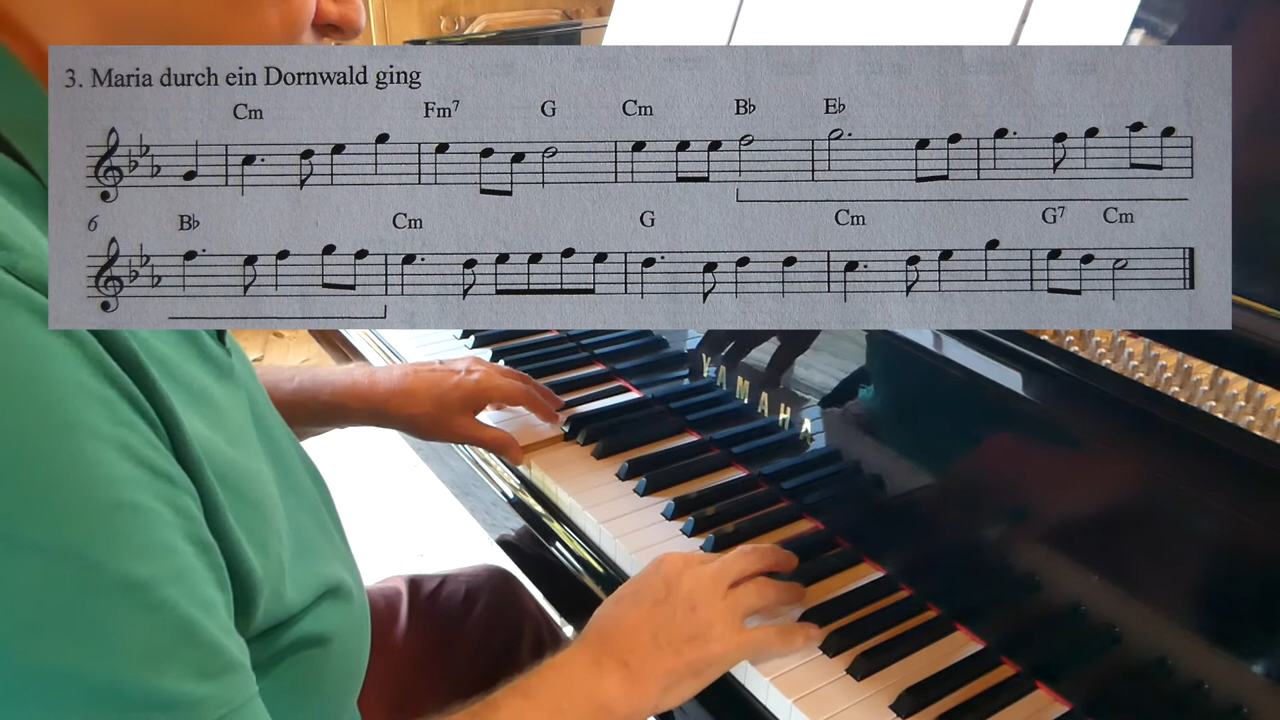 3. Maria durch ein Dornwald ging
Cm Fm7 G Cm B♭ E♭
6 B♭ Cm G Cm G7 Cm
YAMAHA